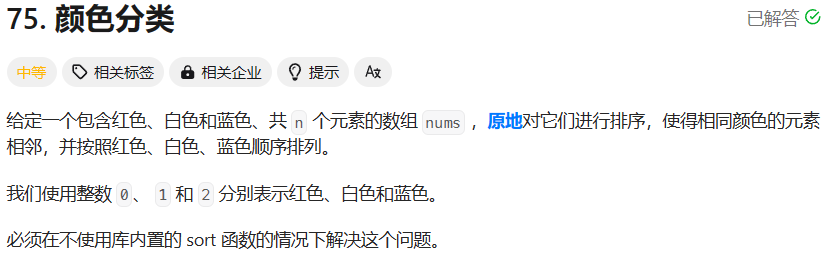 75. 颜色分类
已解答
中等 相关标签 相关企业 提示
给定一个包含红色、白色和蓝色、共 n 个元素的数组 nums ，原地对它们进行排序，使得相同颜色的元素
相邻，并按照红色、白色、蓝色顺序排列。
我们使用整数 0、 1 和 2 分别表示红色、白色和蓝色。
必须在不使用库内置的 sort 函数的情况下解决这个问题。